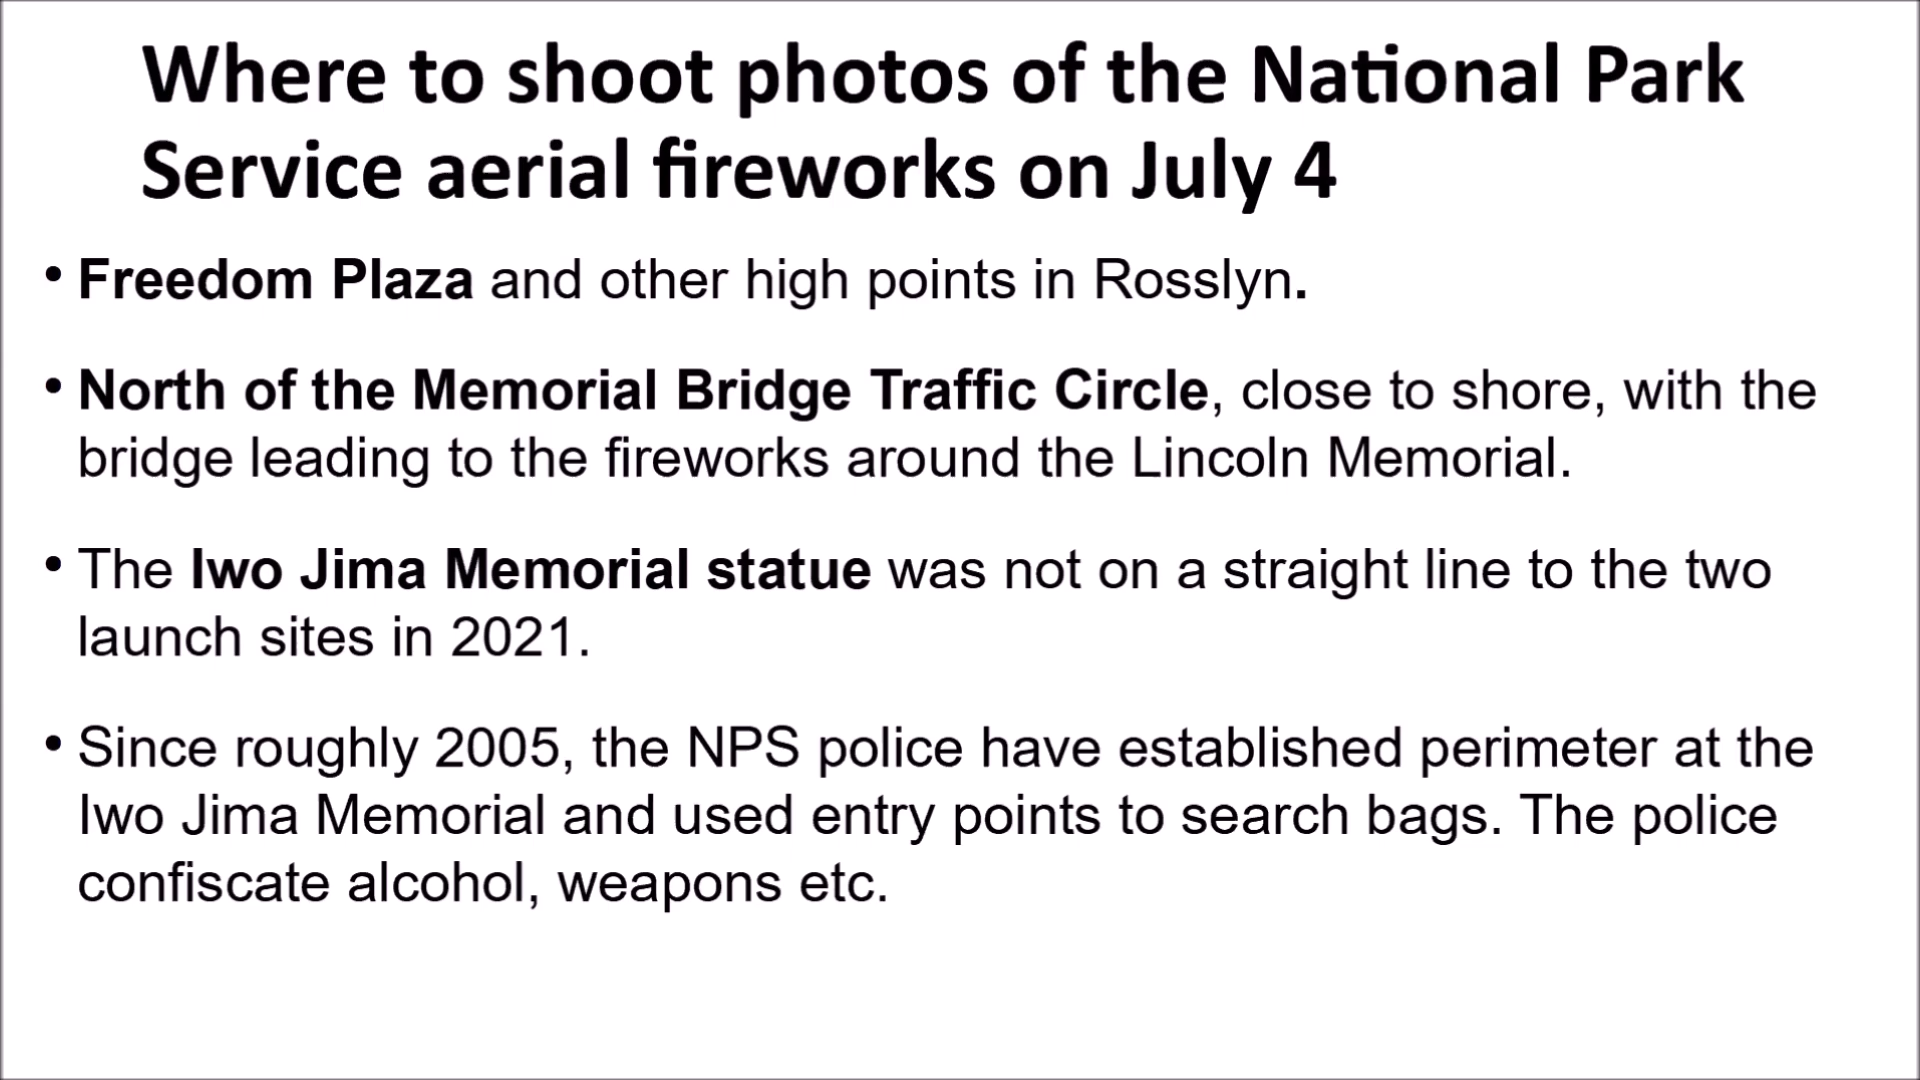 Where to shoot photos of the National Park
Service aerial fireworks on July 4
• Freedom Plaza and other high points in Rosslyn.
• North of the Memorial Bridge Traffic Circle, close to shore, with the
bridge leading to the fireworks around the Lincoln Memorial.
• The Iwo Jima Memorial statue was not on a straight line to the two
launch sites in 2021.
• Since roughly 2005, the NPS police have established perimeter at the
Iwo Jima Memorial and used entry points to search bags. The police
confiscate alcohol, weapons etc.